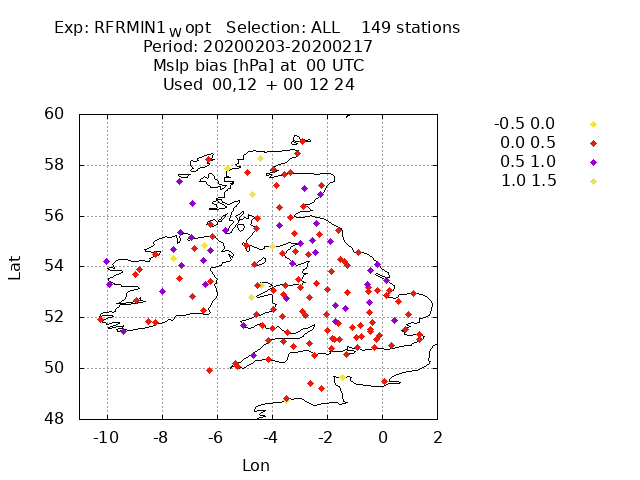 Exp: RFRMIN1 W opt Selection: ALL 149 stations
Period: 20200203-20200217
Mslp bias [hPa] at 00 UTC
Used 00,12 + 00 12 24
-0.5 0.0
0.0 0.5
0.5 1.0
1.0 1.5
60
58
56
54
52
50
48
Lat
-10 -8 -6 -4 -2 0 2
Lon